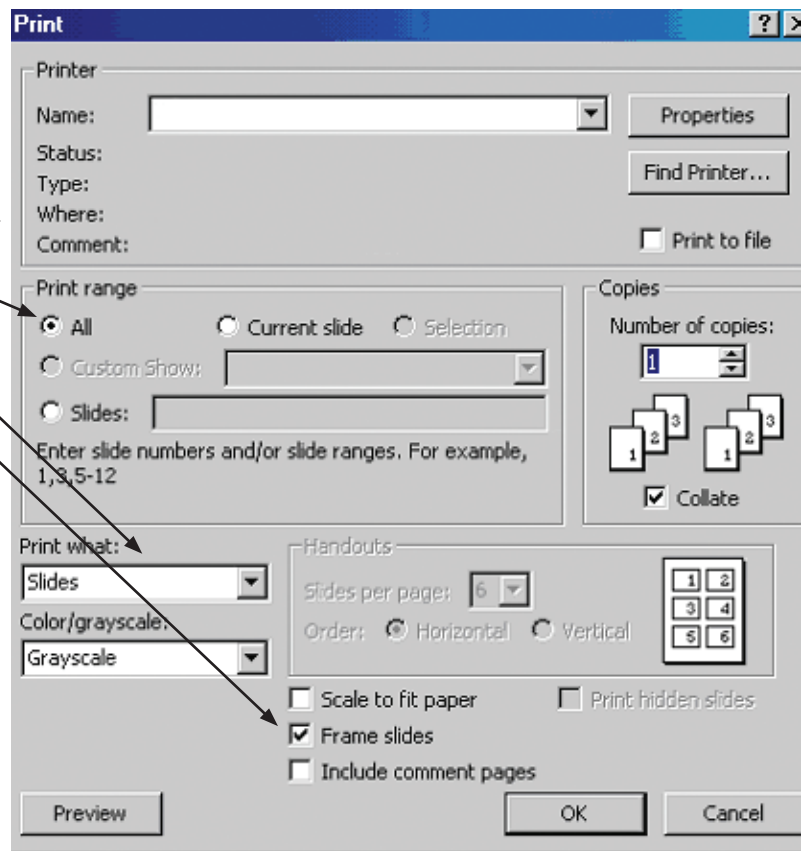 Print
Printer
Name:
Properties
Status:
Find Printer...
Type:
Where:
Comment:
Print to file
Print range
All Current slide Selection
Custom Show:
Slides:
Enter slide numbers and/or slide ranges. For example,
1,3,5-12
Copies
Number of copies:
1
1 2 3 1 2 3
Collate
Print what:
Slides
Color/grayscale:
Grayscale
Handouts
Slides per page: 6
Order: Horizontal Vertical
1 2
3 4
5 6
Scale to fit paper Print hidden slides
Frame slides
Include comment pages
Preview OK Cancel